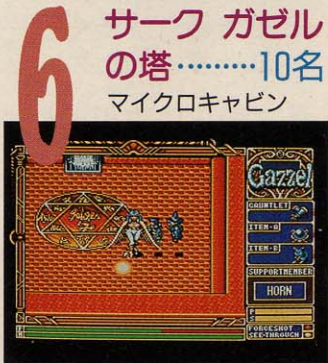 6
サーク ガゼル
の塔………10名
マイクロキャビン
Gazzel
GAUNTLET
ITEM-A
ITEM-B
SUPPORTMEMBER
HORN
P
S
FORCESHOT
SEE-THROUGH